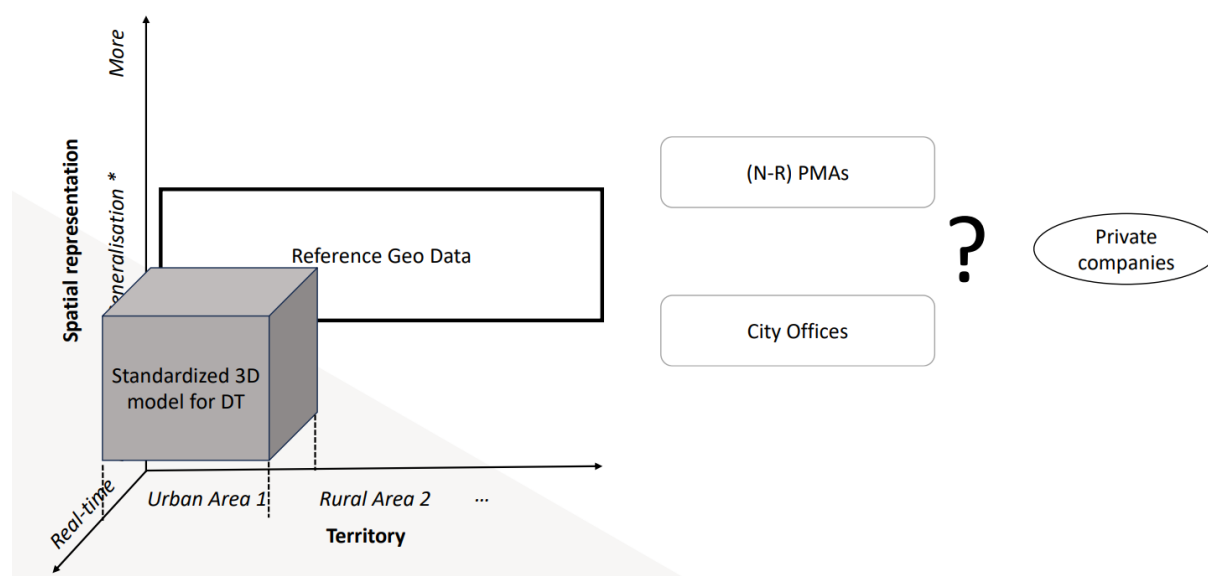 More
Spatial representation
eneralisation *
(N-R) PMAs
Reference Geo Data
?
Private
companies
City Offices
Standardized 3D
model for DT
Real-time
Urban Area 1
Rural Area 2
...
Territory